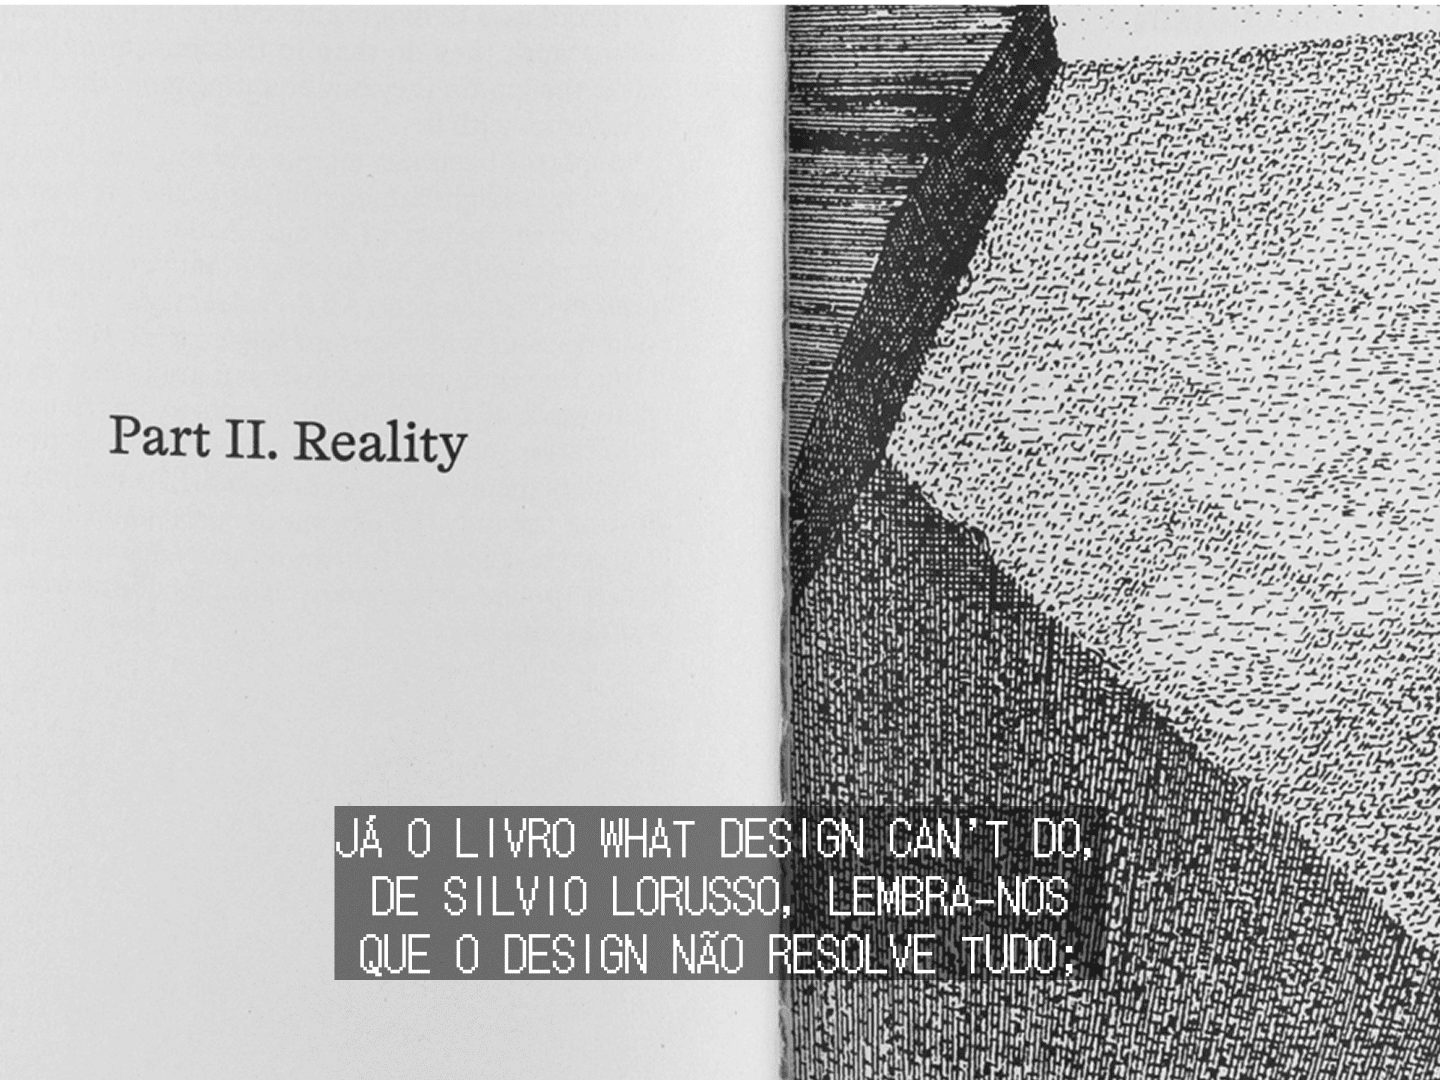 Part II. Reality
JÁ O LIVRO WHAT DESIGN CAN'T DO,
DE SILVIO LORUSSO, LEMBRA-NOS
QUE O DESIGN NÃO RESOLVE TUDO;